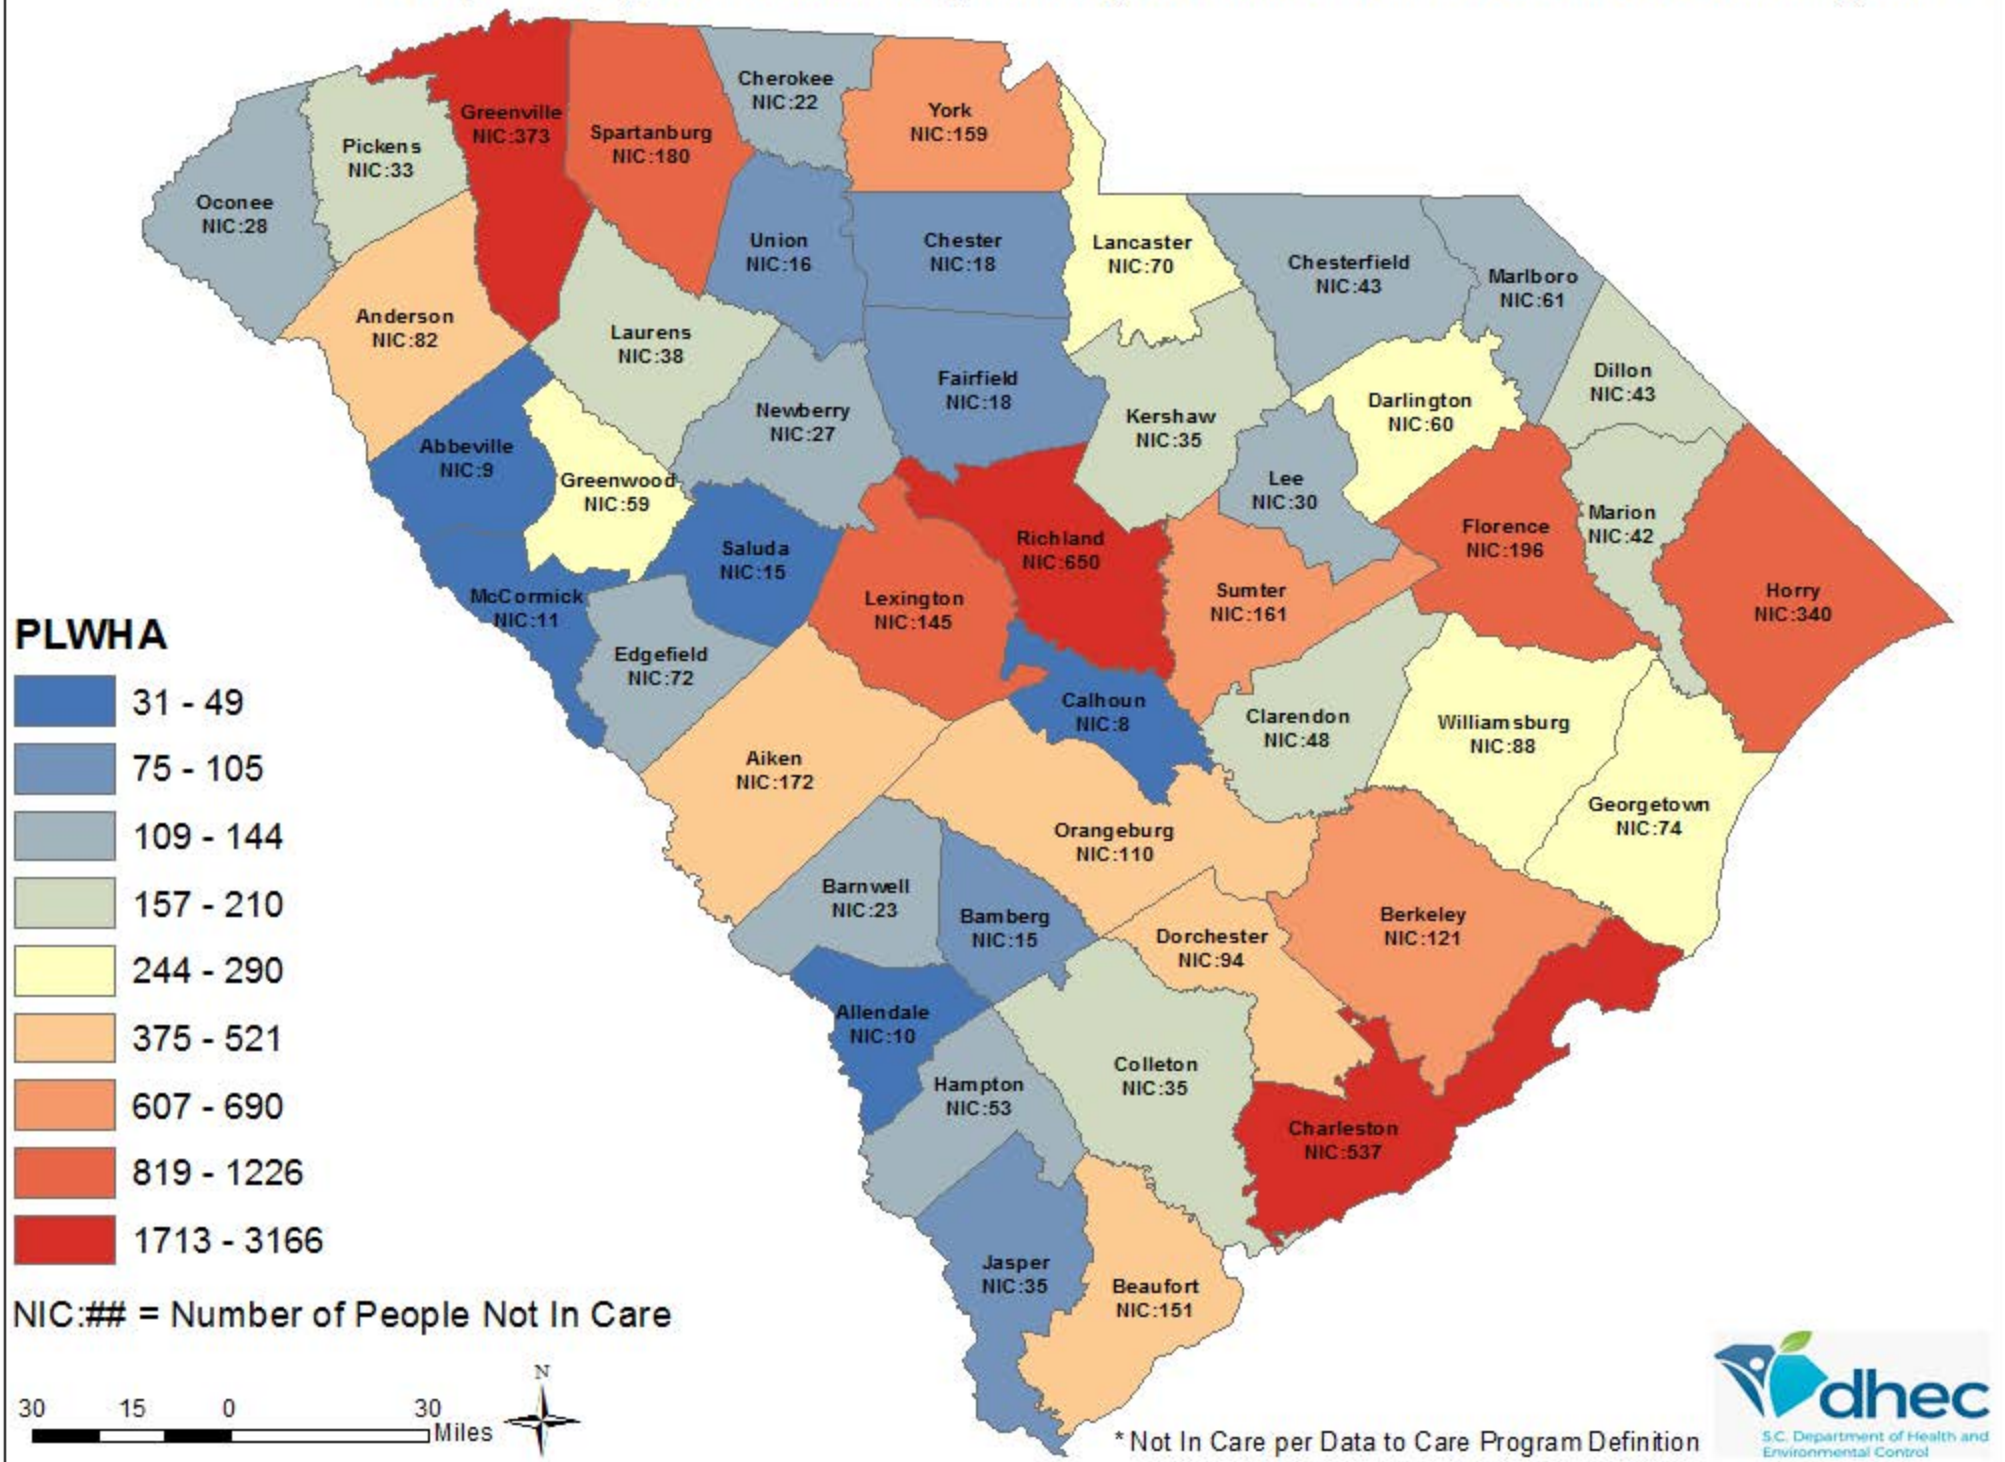 Cherokee
NIC:22
Greenville
NIC:373
York
NIC:159
Spartanburg
NIC:180
Pickens
NIC:33
Oconee
NIC:28
Union
NIC:16
Chester
NIC:18
Lancaster
NIC:70
Chesterfield
NIC:43
Marlboro
NIC:61
Anderson
NIC:82
Laurens
NIC:38
Dillon
NIC:43
Fairfield
NIC:18
Darlington
NIC:60
Newberry
NIC:27
Kershaw
NIC:35
Abbeville
NIC:9
Greenwood
NIC:59
Lee
NIC:30
Marion
NIC:42
Florence
NIC:196
Richland
NIC:650
Saluda
NIC:15
Horry
NIC:340
Sumter
NIC:161
McCormick
NIC:11
Lexington
NIC:145
Edgefield
NIC:72
Calhoun
NIC:8
Clarendon
NIC:48
Williamsburg
NIC:88
Aiken
NIC:172
Georgetown
NIC:74
Orangeburg
NIC:110
Barnwell
NIC:23
Bamberg
NIC:15
Berkeley
NIC:121
Dorchester
NIC:94
Allendale
NIC:10
Colleton
NIC:35
Hampton
NIC:53
Charleston
NIC:537
Jasper
NIC:35
Beaufort
NIC:151
PLWHA
31 - 49
75 - 105
109 - 144
157 - 210
244 - 290
375 - 521
607 - 690
819 - 1226
1713 - 3166
NIC:## = Number of People Not In Care
30 15 0 30
Miles
N
* Not In Care per Data to Care Program Definition
dhec
S.C. Department of Health and
Environmental Control